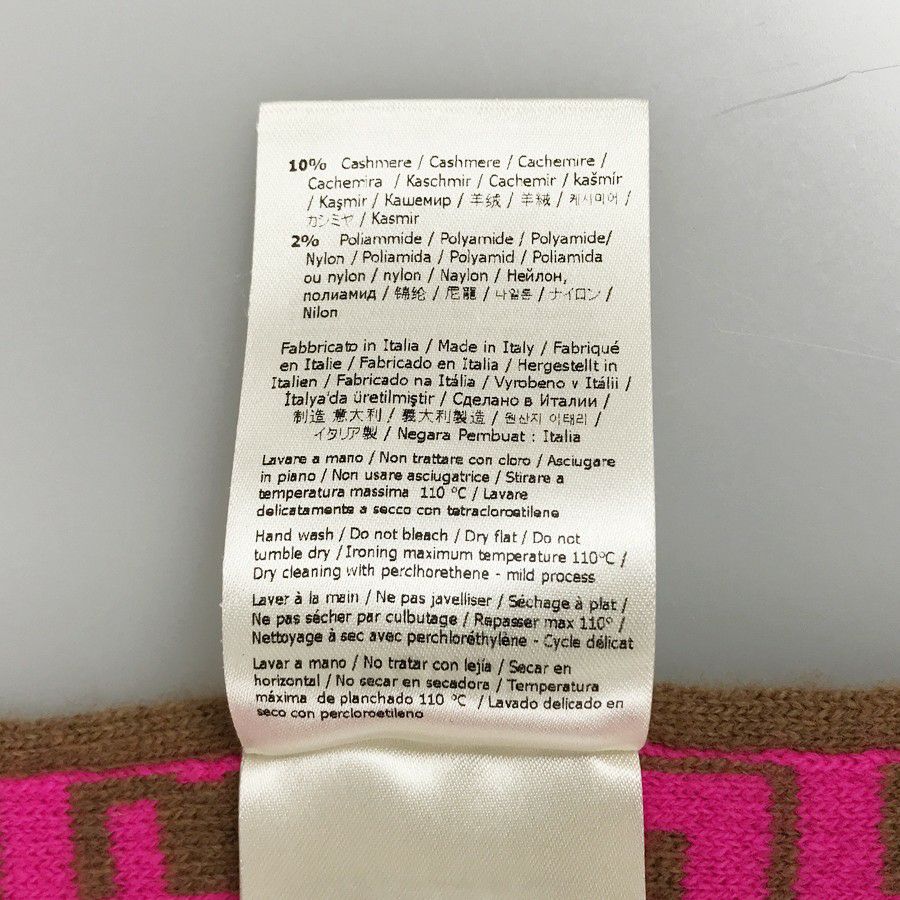 10% Cashmere / Cashmere / Cachemire /
Cachemira / Kaschmir / Cachemir / kašmír
/ Kaşmir / Кашемир / 羊绒 / 羊絨 / 캐시미어 /
カシミヤ / Kasmir
2% Poliammide / Polyamide / Polyamide/
Nylon / Poliamida / Polyamid / Poliamida
ou nylon / nylon / Naylon / Нейлон,
полиамид / 锦纶 / 尼龍 / 나일론 / ナイロン /
Nilon
Fabbricato in Italia / Made in Italy / Fabriqué
en Italie / Fabricado en Italia / Hergestellt in
Italien / Fabricado na Itália / Vyrobeno v Itálii /
İtalya'da üretilmiştir / Сделано в Италии /
制造 意大利 / 義大利製造 / 원산지 이태리 /
イタリア製 / Negara Pembuat : Italia
Lavare a mano / Non trattare con cloro / Asciugare
in piano / Non usare asciugatrice / Stirare a
temperatura massima 110 °C / Lavare
delicatamente a secco con tetracloroetilene
Hand wash / Do not bleach / Dry flat / Do not
tumble dry / Ironing maximum temperature 110°C /
Dry cleaning with perclhorethene - mild process
Laver à la main / Ne pas javelliser / Séchage à plat /
Ne pas sécher par culbutage / Repasser max 110° /
Nettoyage à sec avec perchloréthylène - Cycle délicat
Lavar a mano / No tratar con lejía / Secar en
horizontal / No secar en secadora / Temperatura
máxima de planchado 110 °C / Lavado delicado en
seco con percloroetileno